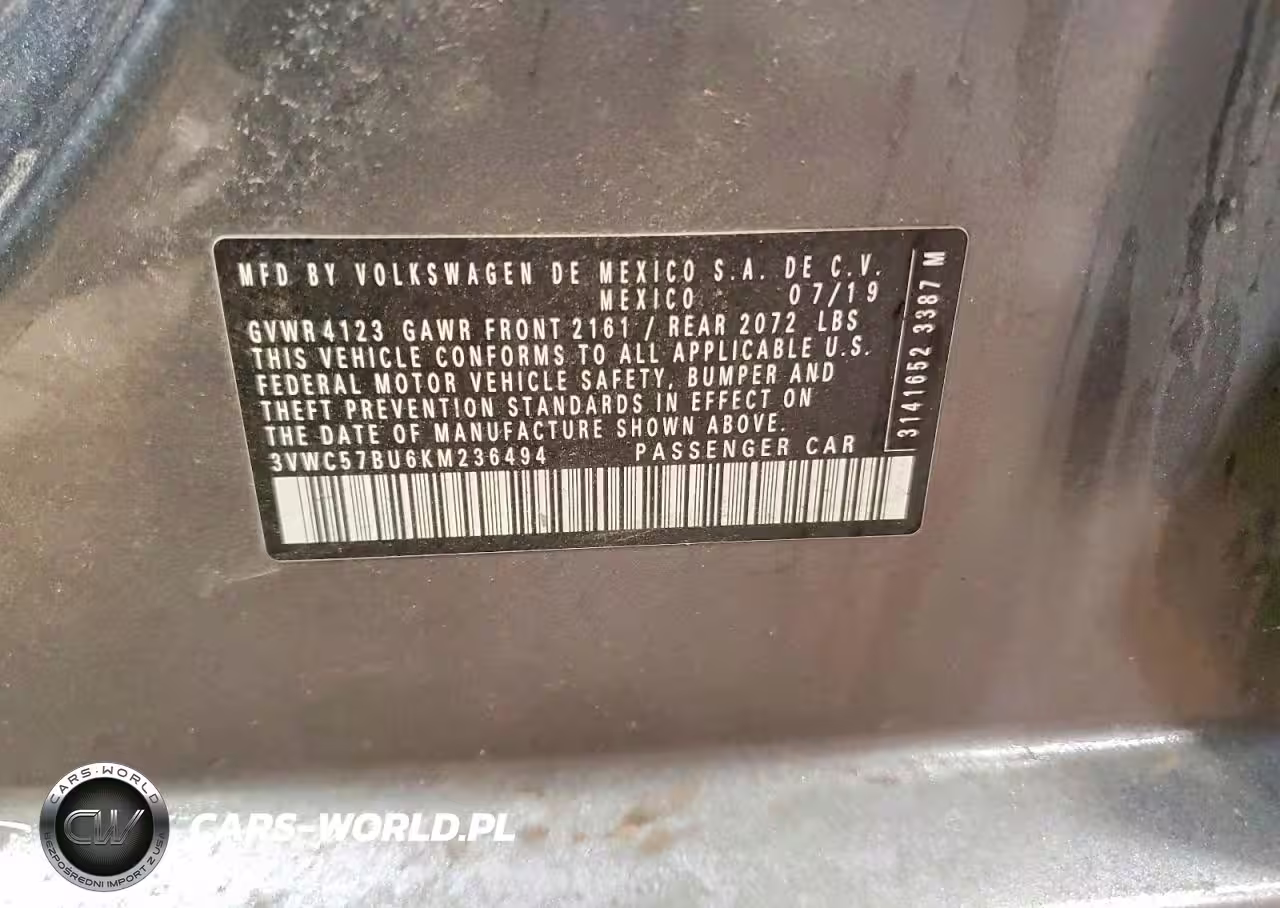 MFD BY VOLKSWAGEN DE MEXICO S.A. DE C.V.
MEXICO 07/19
GVWR 4123 GAWR FRONT 2161 / REAR 2072 LBS
THIS VEHICLE CONFORMS TO ALL APPLICABLE U.S.
FEDERAL MOTOR VEHICLE SAFETY, BUMPER AND
THEFT PREVENTION STANDARDS IN EFFECT ON
THE DATE OF MANUFACTURE SHOWN ABOVE.
3VWC57BU6KM236494 PASSENGER CAR
3141652 3387 M
CARS-WORLD
CW
BEZPOŚREDNI IMPORT Z USA
CARS-WORLD.PL